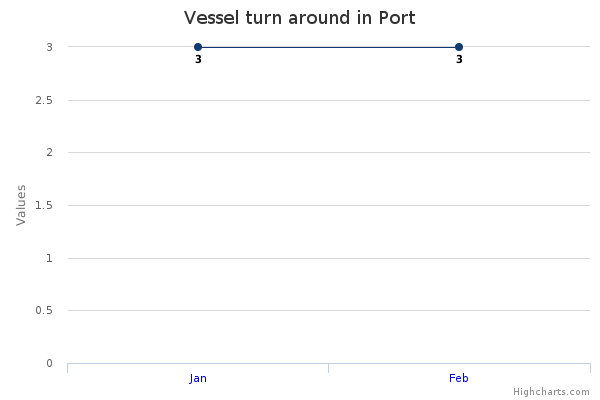 Vessel turn around in Port
3
2.5
2
1.5
1
0.5
0
Values
3
3
Jan
Feb
Highcharts.com